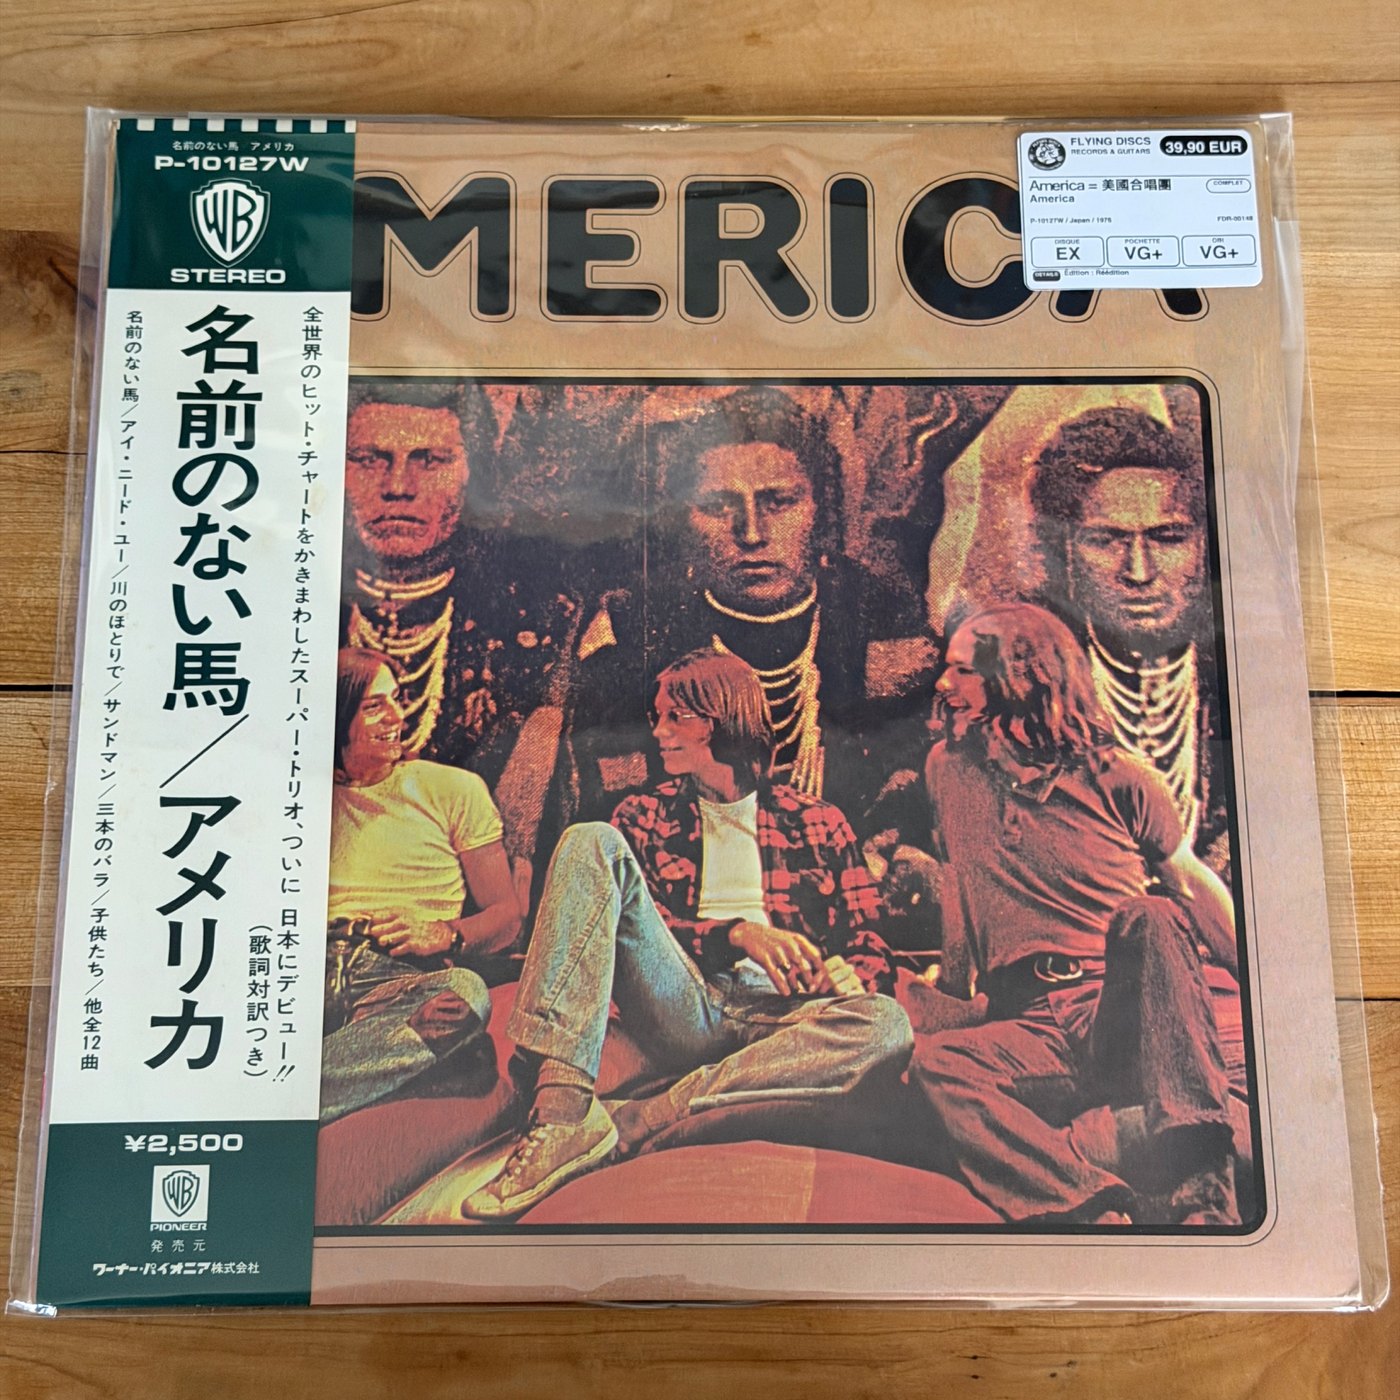 名前のない馬 アメリカ
P-10127W
WB
STEREO
全世界のヒット・チャートをかきまわしたスーパー・トリオ、ついに日本にデビュー!!
(歌詞対訳つき)
名前のない馬/アメリカ
名前のない馬/アイ・ニード・ユー/川のほとりで/サンドマン/三本のバラ/子供たち/他全12曲
¥2,500
WB
PIONEER
発売元
ワーナー・パイオニア株式会社
AMERICA
FLYING DISCS
RECORDS & GUITARS
39,90 EUR
America = 美國合唱團
America
COMPLET
P-10127W / Japan / 1976
FDR-00148
DISQUE
EX
POCHETTE
VG+
OBI
VG+
DETAILS
Édition : Réédition